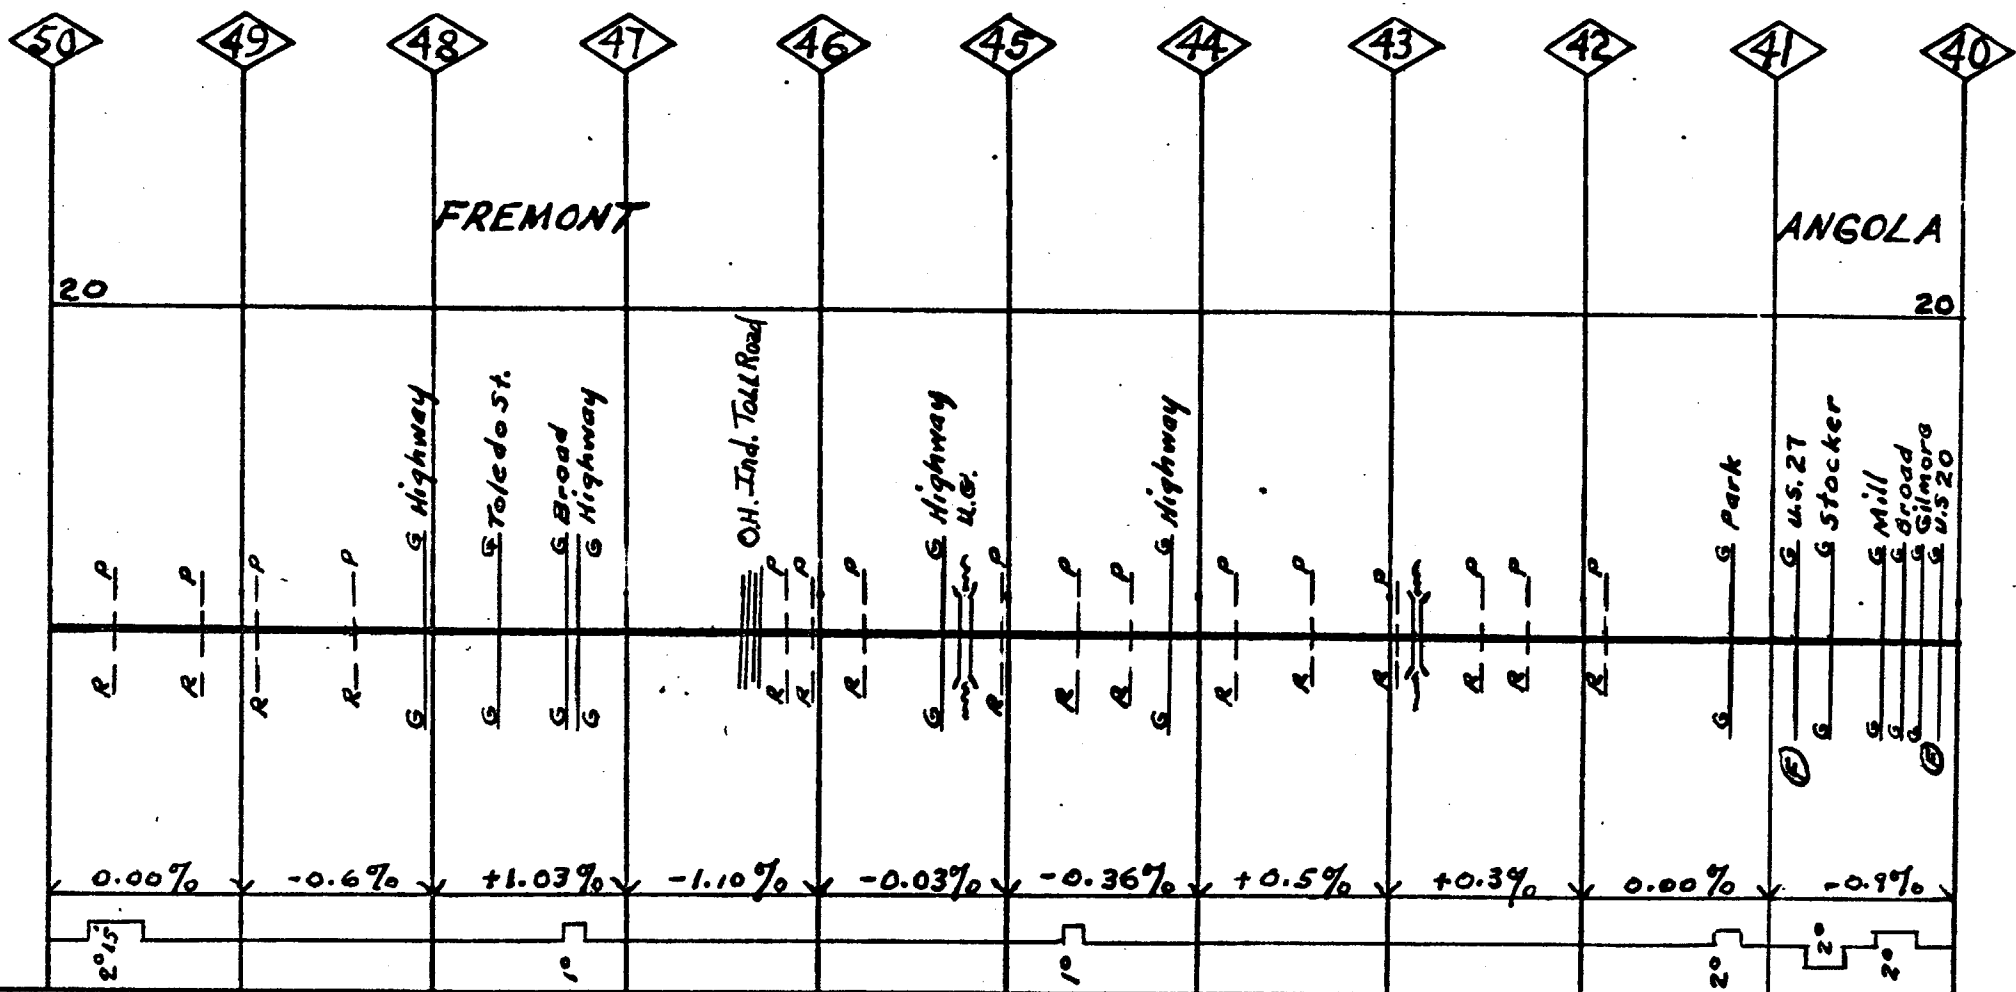 50 49 48 47 46 45 44 43 42 41 40
FREMONT
ANGOLA
20
20
Highway
Toledo St.
Broad
Highway
O.H. Ind. Toll Road
Highway
U.G.
Highway
Park
U.S. 27
Stocker
Mill
Broad
Gilmore
U.S 20
P P P P G G G G P P P G P P P G P P P P P P G G G G G G G
R R R R G G G G R R R G R R R G R R R R R R G G G G G
F
0.00% -0.6% +1.03% -1.10% -0.03% -0.36% +0.5% +0.3% 0.00% -0.9%
2°15' 1° 1° 2° 2° 2°